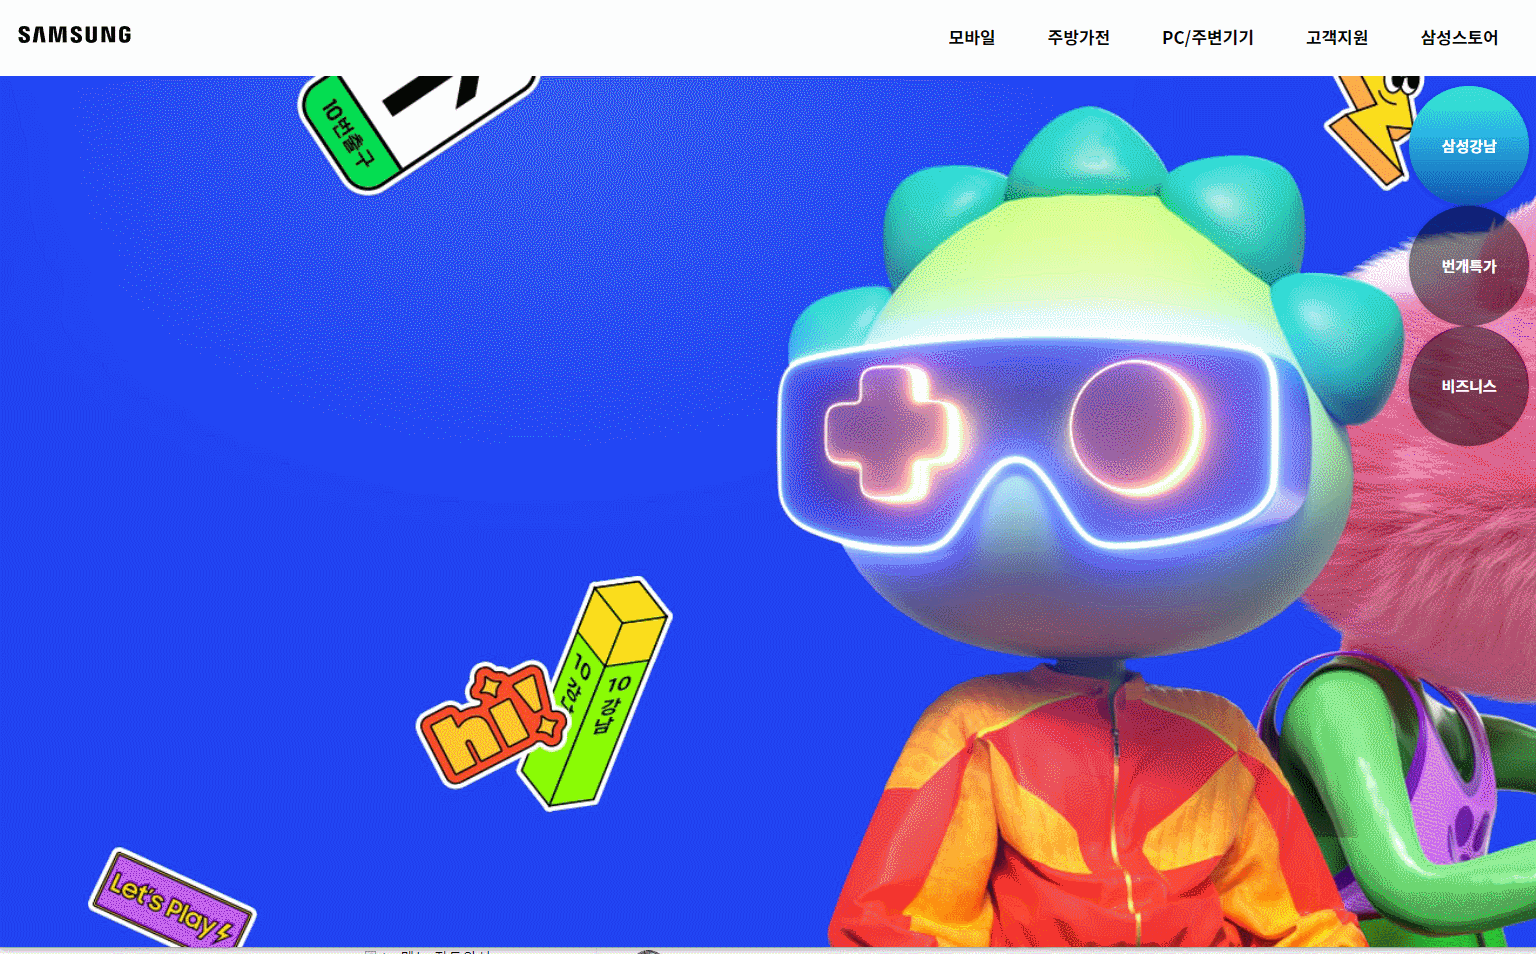 SAMSUNG
모바일
주방가전
PC/주변기기
고객지원
삼성스토어
10번출구
삼성강남
번개특가
비즈니스
10
강남
10
강남
hi!
Let's Play